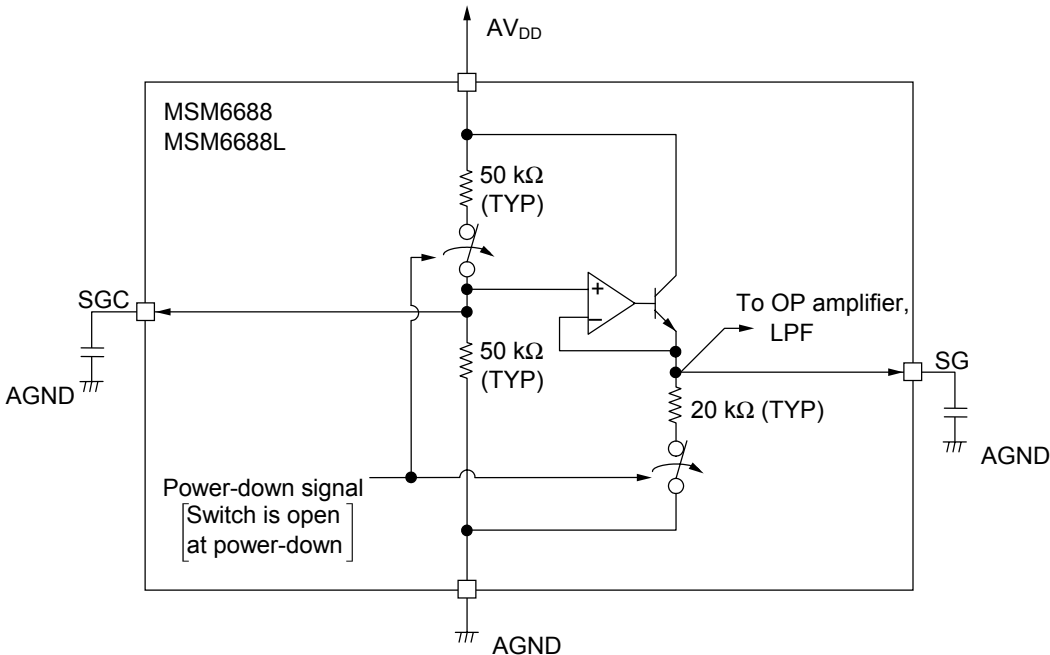 AVDD
MSM6688
MSM6688L
50 kΩ
(TYP)
SGC
+
−
To OP amplifier,
LPF
50 kΩ
(TYP)
SG
AGND
20 kΩ (TYP)
AGND
Power-down signal
[Switch is open
at power-down]
AGND